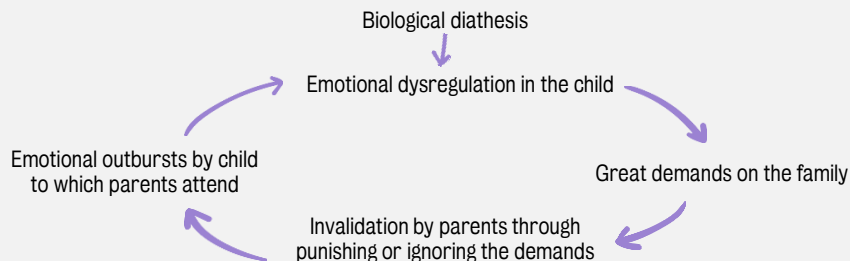 Biological diathesis
Emotional dysregulation in the child
Great demands on the family
Invalidation by parents through
punishing or ignoring the demands
Emotional outbursts by child
to which parents attend